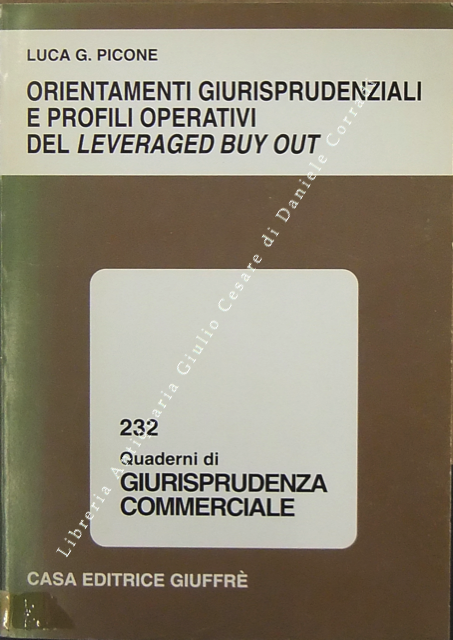 LUCA G. PICONE
ORIENTAMENTI GIURISPRUDENZIALI
E PROFILI OPERATIVI
DEL LEVERAGED BUY OUT
232
Quaderni di
GIURISPRUDENZA
COMMERCIALE
CASA EDITRICE GIUFFRÈ
Libreria Antiquaria Giulio Cesare di Daniele Corradi